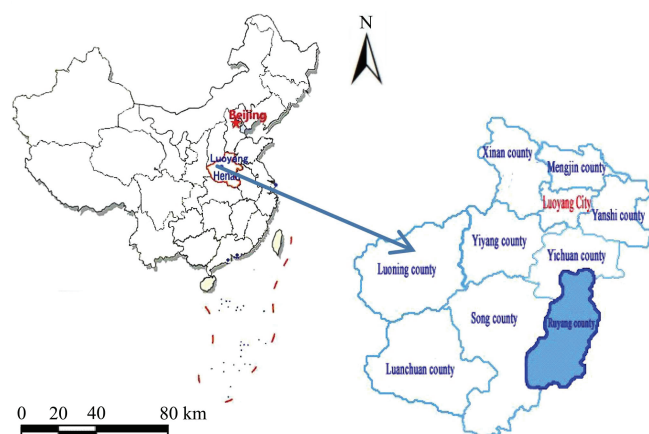 N
Beijing
Luoyang
Henan
Xinan county
Mengjin county
Luoyang City
Yanshi county
Yiyang county
Yichuan county
Luoning county
Song county
Ruyang county
Luanchuan county
0 20 40 80 km